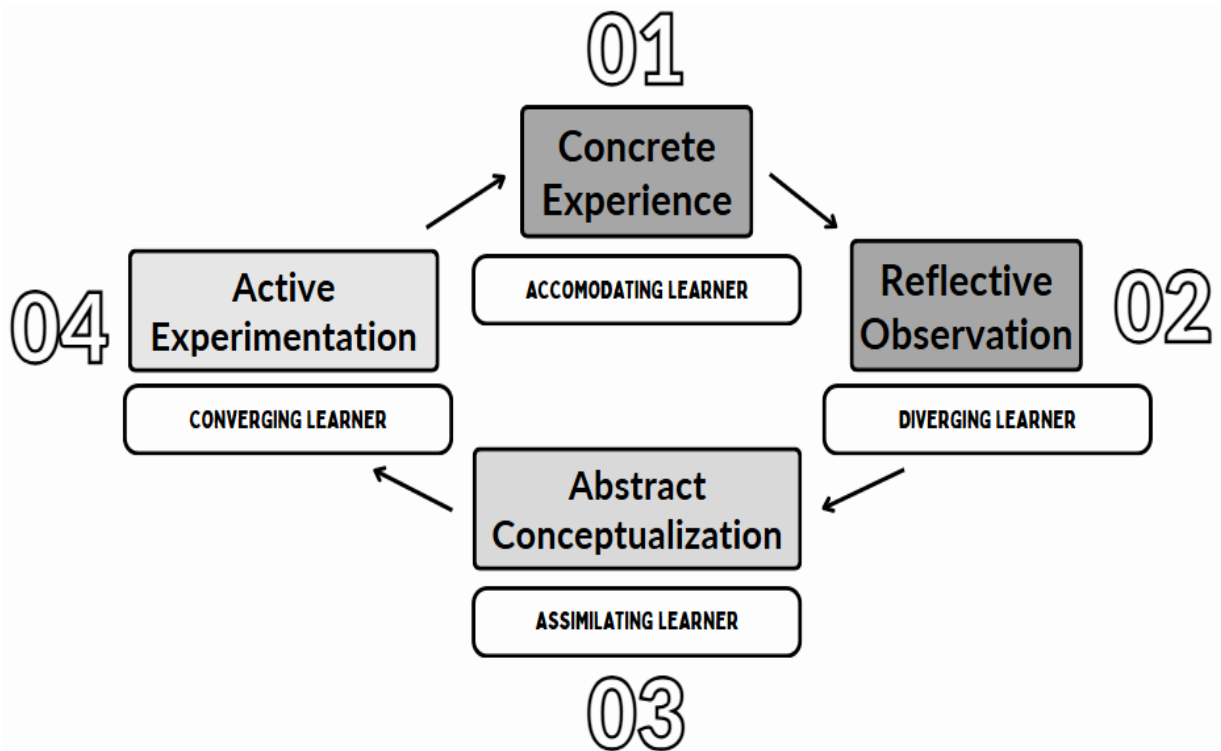 01
Concrete
Experience
ACCOMODATING LEARNER
02
Reflective
Observation
DIVERGING LEARNER
03
Abstract
Conceptualization
ASSIMILATING LEARNER
04
Active
Experimentation
CONVERGING LEARNER